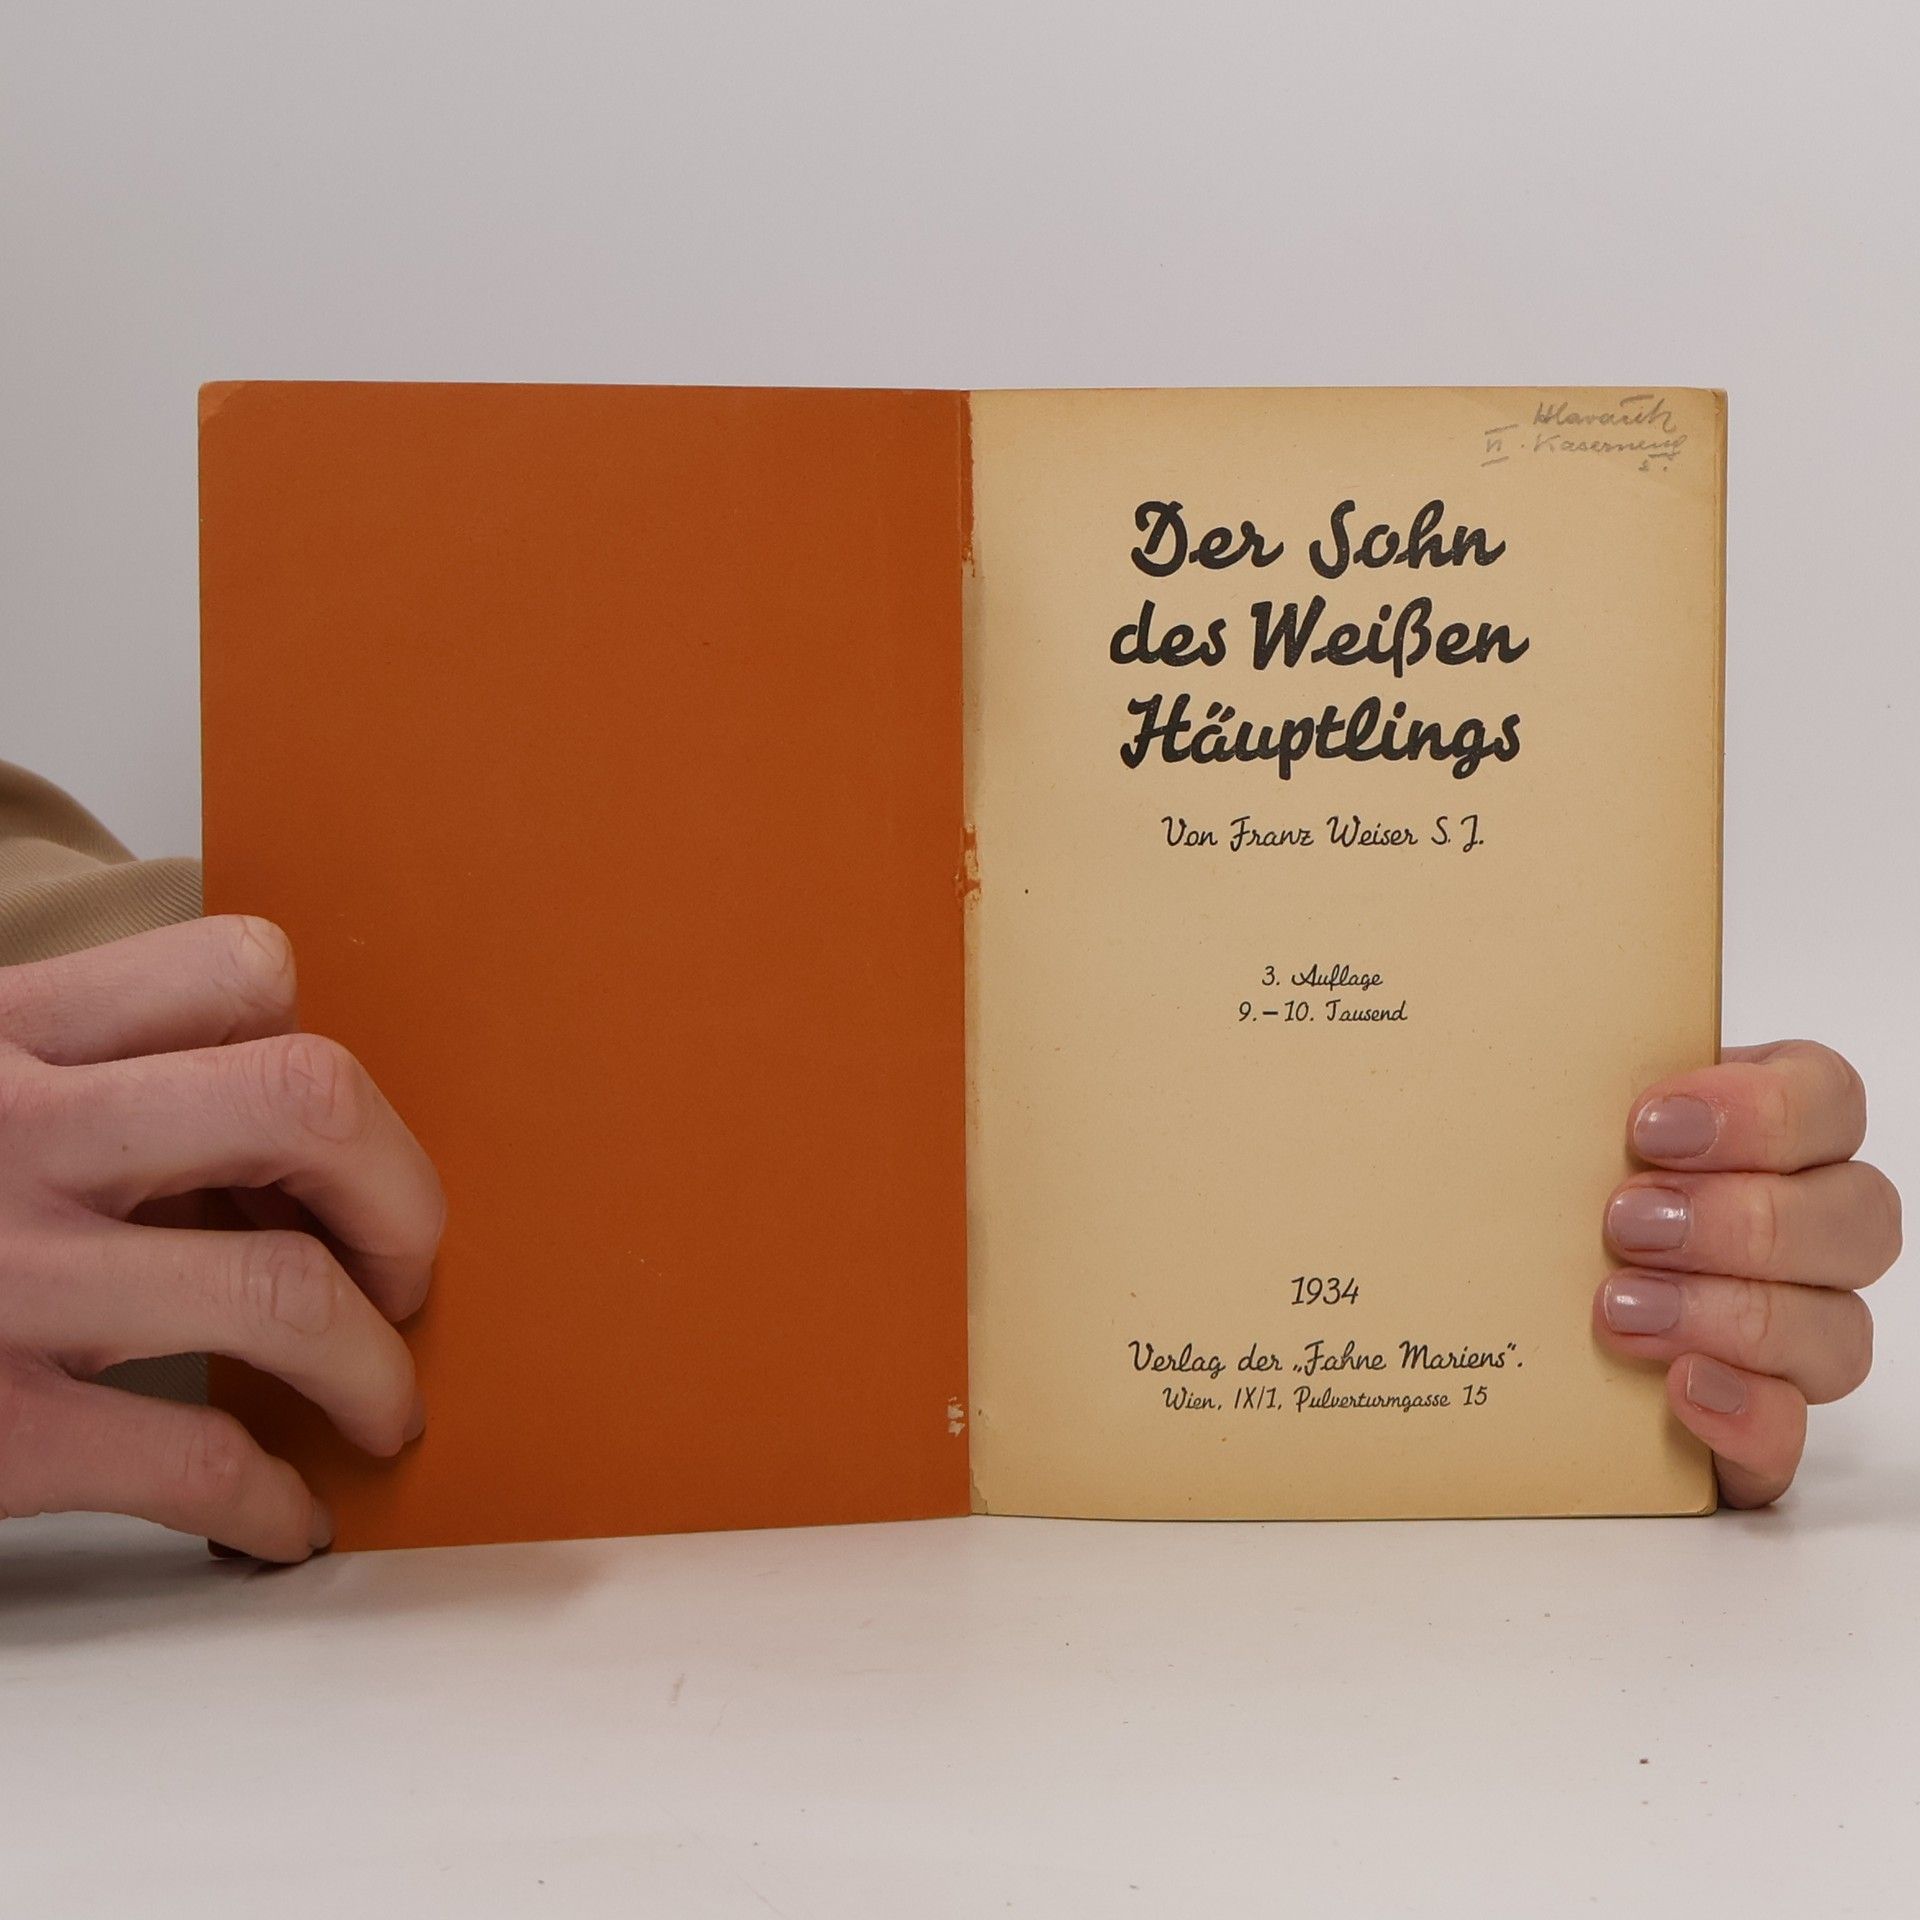 VI.
Der Sohn
des Weißen
Häuptlings
Von Franz Weiser S. J.
3. Auflage
9.–10. Tausend
1934
Verlag der „Fahne Mariens“.
Wien, IX/1, Pulverturmgasse 15